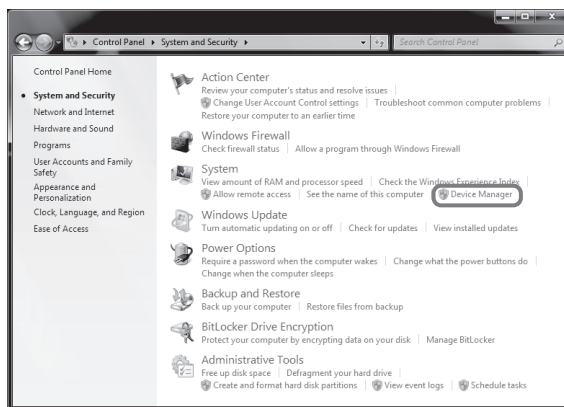 Control Panel ▸ System and Security ▸
Search Control Panel
Control Panel Home
System and Security
Network and Internet
Hardware and Sound
Programs
User Accounts and Family
Safety
Appearance and
Personalization
Clock, Language, and Region
Ease of Access
Action Center
Review your computer's status and resolve issues
Change User Account Control settings | Troubleshoot common computer problems
Restore your computer to an earlier time
Windows Firewall
Check firewall status | Allow a program through Windows Firewall
System
View amount of RAM and processor speed | Check the Windows Experience Index
Allow remote access | See the name of this computer | Device Manager
Windows Update
Turn automatic updating on or off | Check for updates | View installed updates
Power Options
Require a password when the computer wakes | Change what the power buttons do
Change when the computer sleeps
Backup and Restore
Back up your computer | Restore files from backup
BitLocker Drive Encryption
Protect your computer by encrypting data on your disk | Manage BitLocker
Administrative Tools
Free up disk space | Defragment your hard drive
Create and format hard disk partitions | View event logs | Schedule tasks